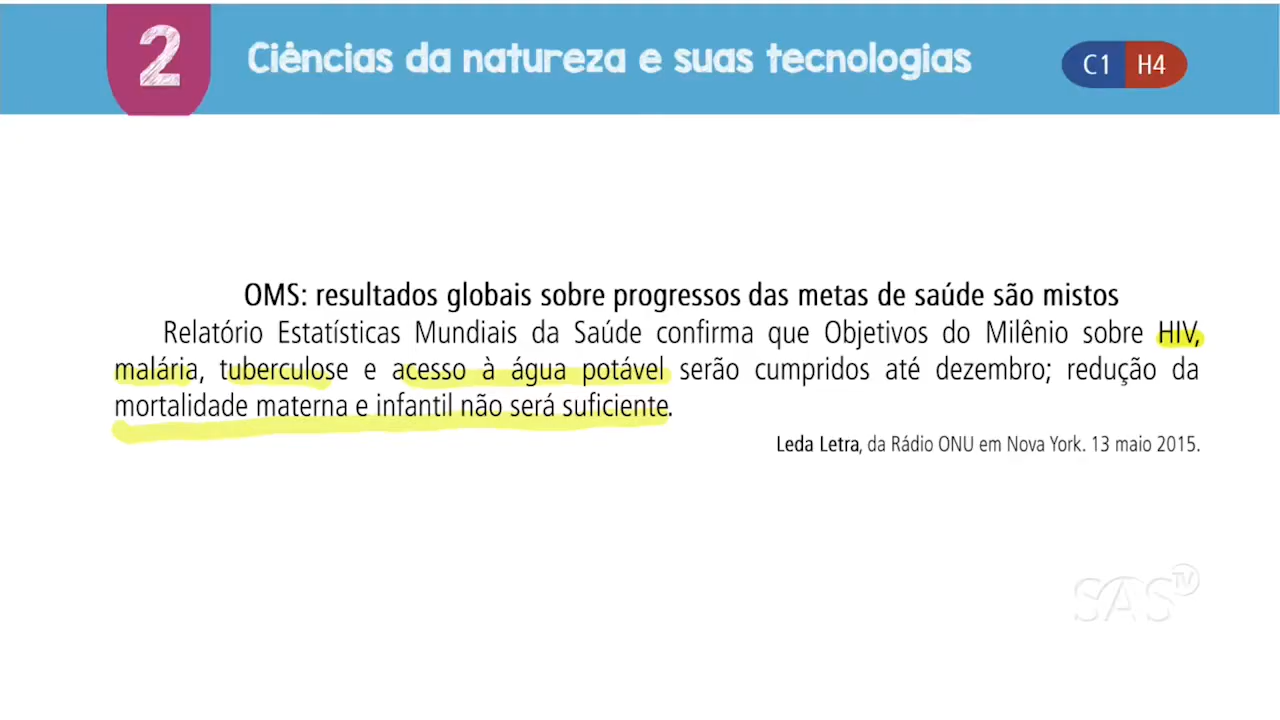 2
Ciências da natureza e suas tecnologias
C1 H4
OMS: resultados globais sobre progressos das metas de saúde são mistos
Relatório Estatísticas Mundiais da Saúde confirma que Objetivos do Milênio sobre HIV,
malária, tuberculose e acesso à água potável serão cumpridos até dezembro; redução da
mortalidade materna e infantil não será suficiente.
Leda Letra, da Rádio ONU em Nova York. 13 maio 2015.
SAS TV